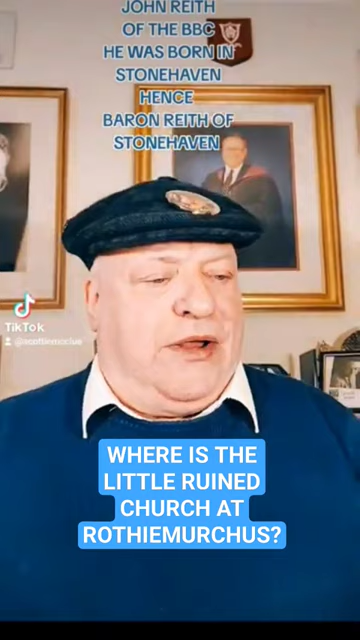 JOHN REITH
OF THE BBC
HE WAS BORN IN
STONEHAVEN
HENCE
BARON REITH OF
STONEHAVEN
TikTok
WHERE IS THE
LITTLE RUINED
CHURCH AT
ROTHIEMURCHUS?